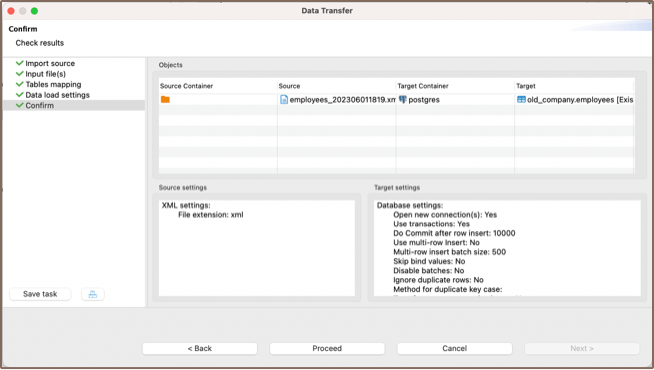 Data Transfer
Confirm
Check results
Import source
Input file(s)
Tables mapping
Data load settings
Confirm
Objects
Source Container Source Target Container Target
employees_202306011819.xm postgres old_company.employees [Exis
Source settings
XML settings:
File extension: xml
Target settings
Database settings:
Open new connection(s): Yes
Use transactions: Yes
Do Commit after row insert: 10000
Use multi-row Insert: No
Multi-row insert batch size: 500
Skip bind values: No
Disable batches: No
Ignore duplicate rows: No
Method for duplicate key case:
Save task
< Back Proceed Cancel Next >